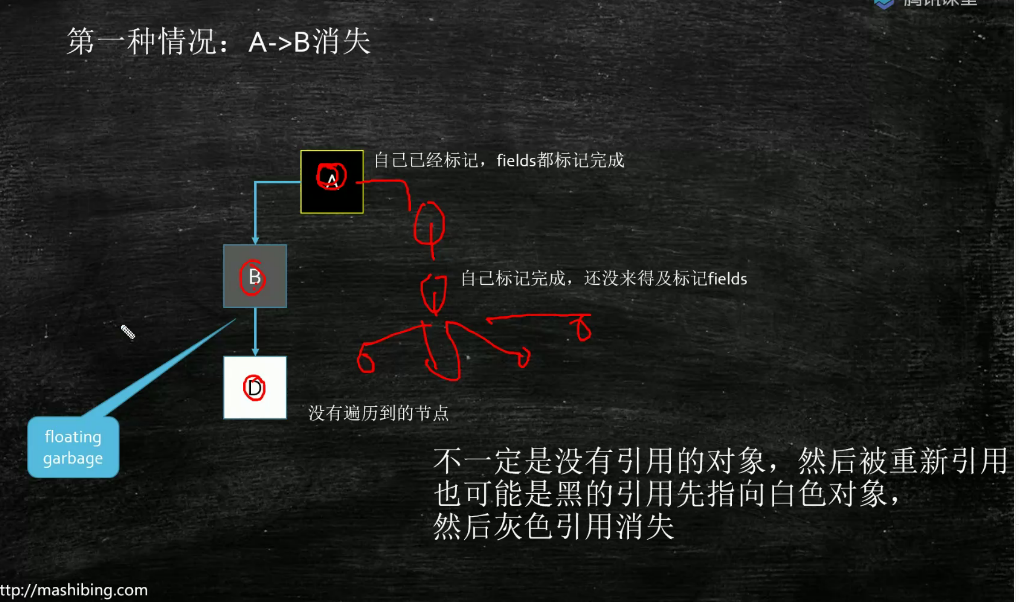 腾讯课堂
第一种情况：A->B消失
A
自己已经标记，fields都标记完成
B
自己标记完成，还没来得及标记fields
D
没有遍历到的节点
floating
garbage
不一定是没有引用的对象，然后被重新引用
也可能是黑的引用先指向白色对象，
然后灰色引用消失
ttp://mashibing.com